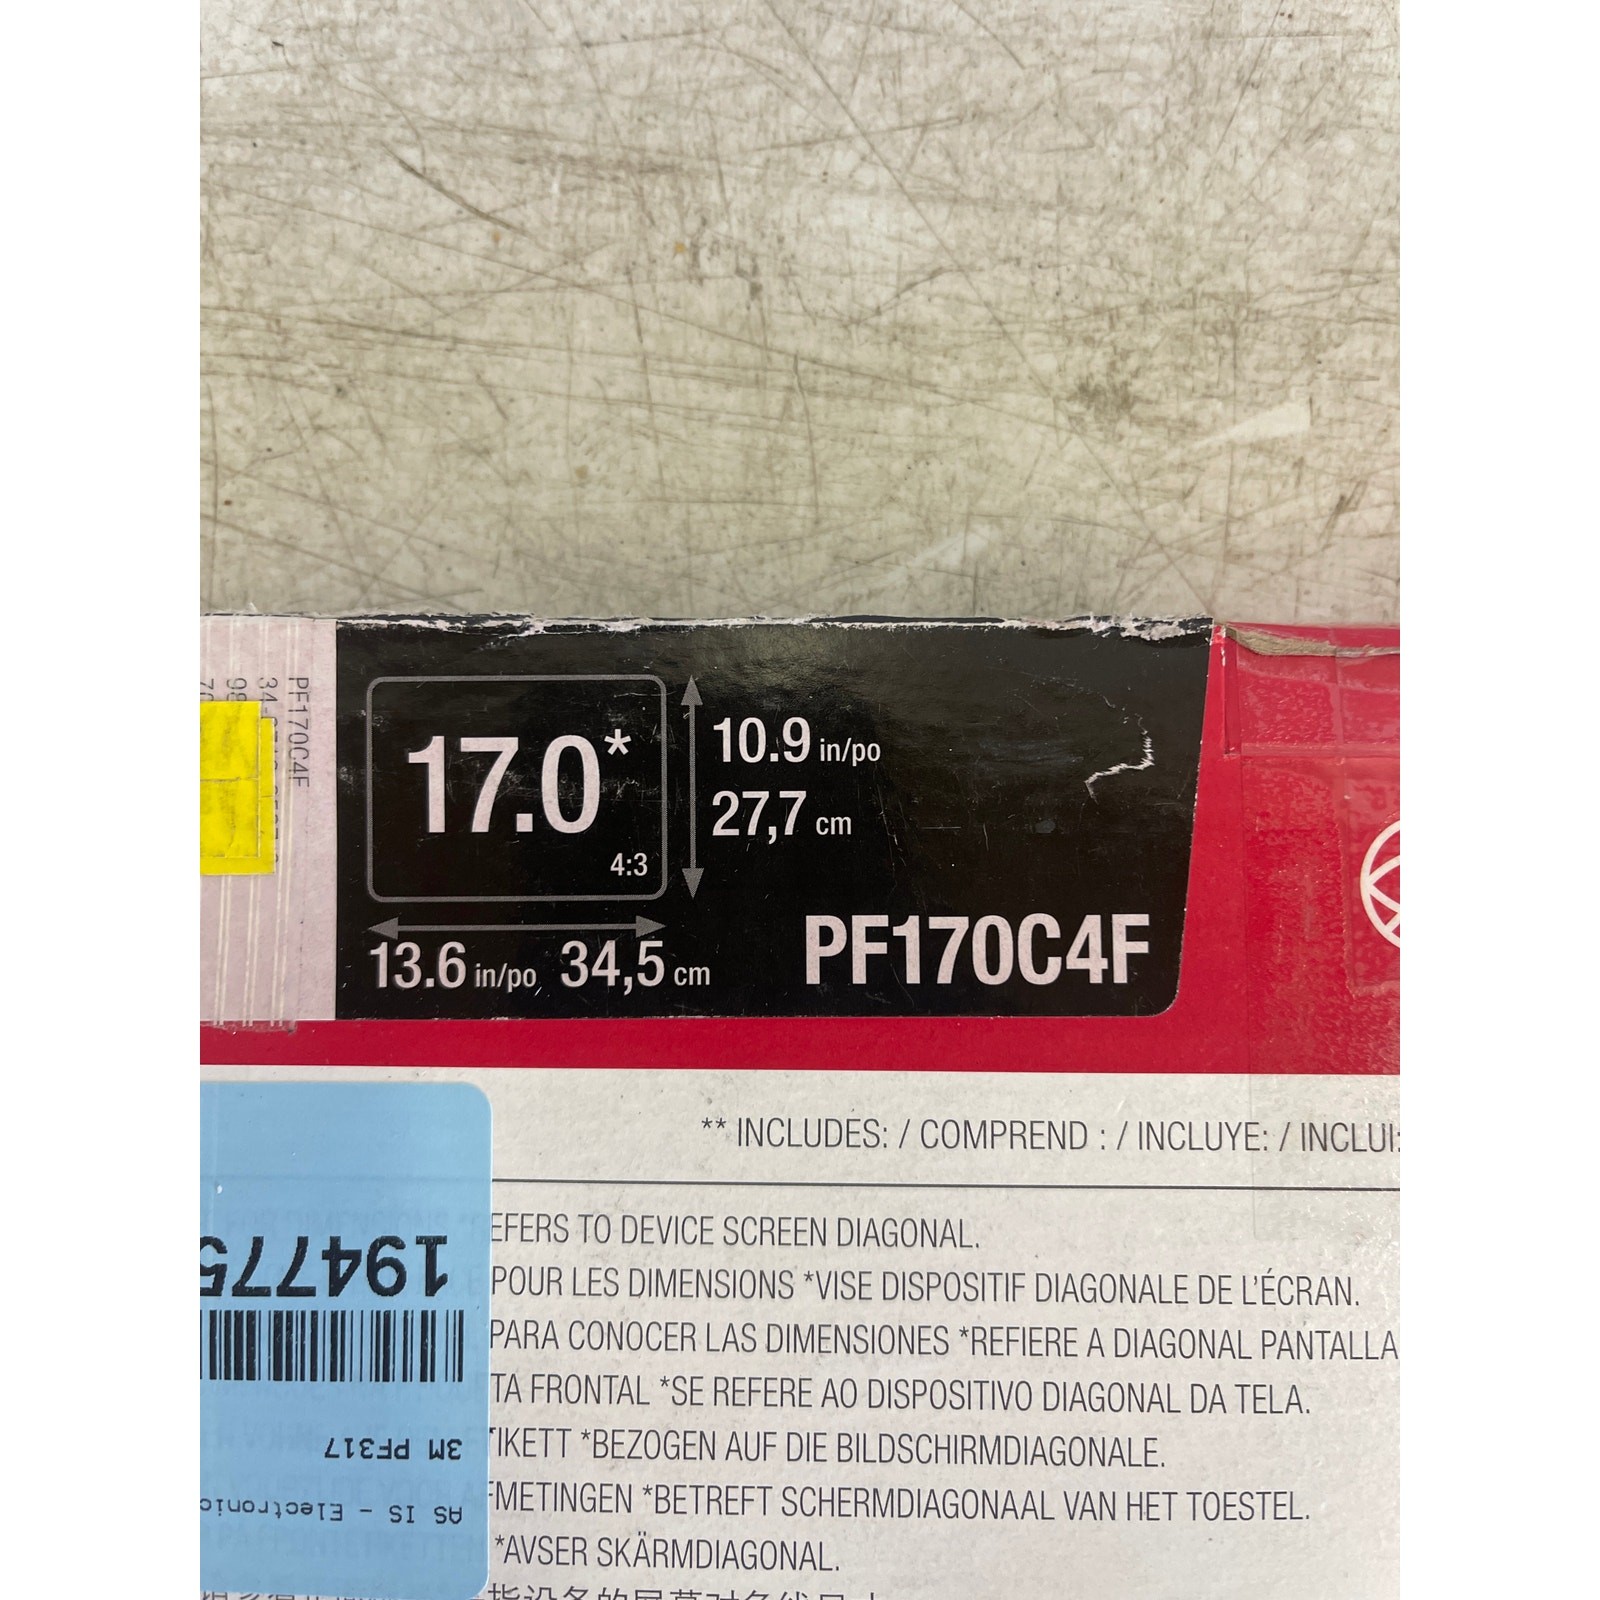 PF170C4F
17.0*
4:3
10.9 in/po
27,7 cm
13.6 in/po 34,5 cm
PF170C4F
** INCLUDES: / COMPREND : / INCLUYE: / INCLUI:
EFERS TO DEVICE SCREEN DIAGONAL.
POUR LES DIMENSIONS *VISE DISPOSITIF DIAGONALE DE L'ÉCRAN.
PARA CONOCER LAS DIMENSIONES *REFIERE A DIAGONAL PANTALLA
TA FRONTAL *SE REFERE AO DISPOSITIVO DIAGONAL DA TELA.
TIKETT *BEZOGEN AUF DIE BILDSCHIRMDIAGONALE.
FMETINGEN *BETREFT SCHERMDIAGONAAL VAN HET TOESTEL.
*AVSER SKÄRMDIAGONAL.
194775
3M PF317
AS IS - Electronic